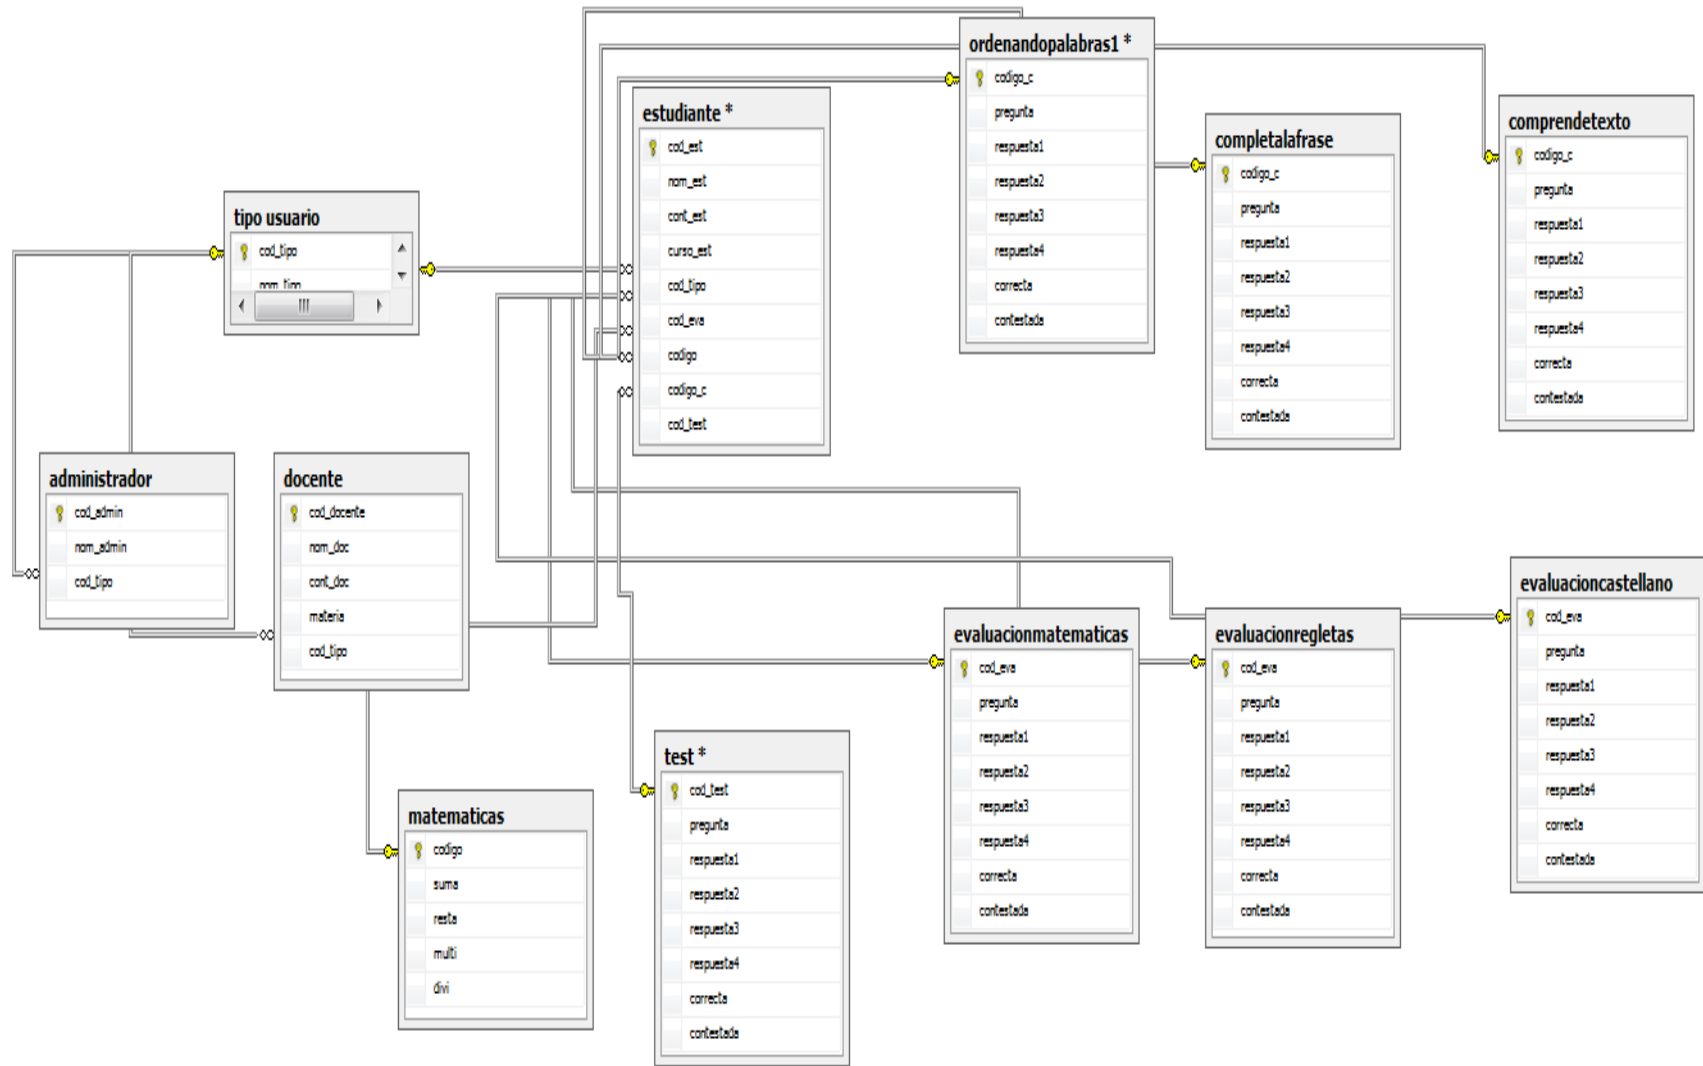 ordenandopalabras1 *
codigo_c
pregunta
respuesta1
respuesta2
respuesta3
respuesta4
correcta
contestada
estudiante *
cod_est
nom_est
cont_est
curso_est
cod_tipo
cod_eva
codigo
codigo_c
cod_test
completalafrase
codigo_c
pregunta
respuesta1
respuesta2
respuesta3
respuesta4
correcta
contestada
comprendetexto
codigo_c
pregunta
respuesta1
respuesta2
respuesta3
respuesta4
correcta
contestada
tipo usuario
cod_tipo
nom_tipo
administrador
cod_admin
nom_admin
cod_tipo
docente
cod_docente
nom_doc
cont_doc
materia
cod_tipo
evaluacionmatematicas
cod_eva
pregunta
respuesta1
respuesta2
respuesta3
respuesta4
correcta
contestada
evaluacionregletas
cod_eva
pregunta
respuesta1
respuesta2
respuesta3
respuesta4
correcta
contestada
evaluacioncastellano
cod_eva
pregunta
respuesta1
respuesta2
respuesta3
respuesta4
correcta
contestada
test *
cod_test
pregunta
respuesta1
respuesta2
respuesta3
respuesta4
correcta
contestada
matematicas
codigo
suma
resta
multi
divi